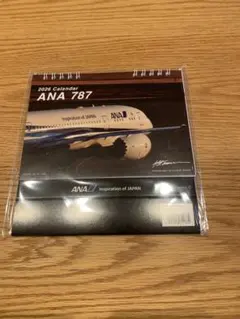 2026 Calendar
ANA 787
Inspiration of JAPAN
ANA
ANA Inspiration of JAPAN